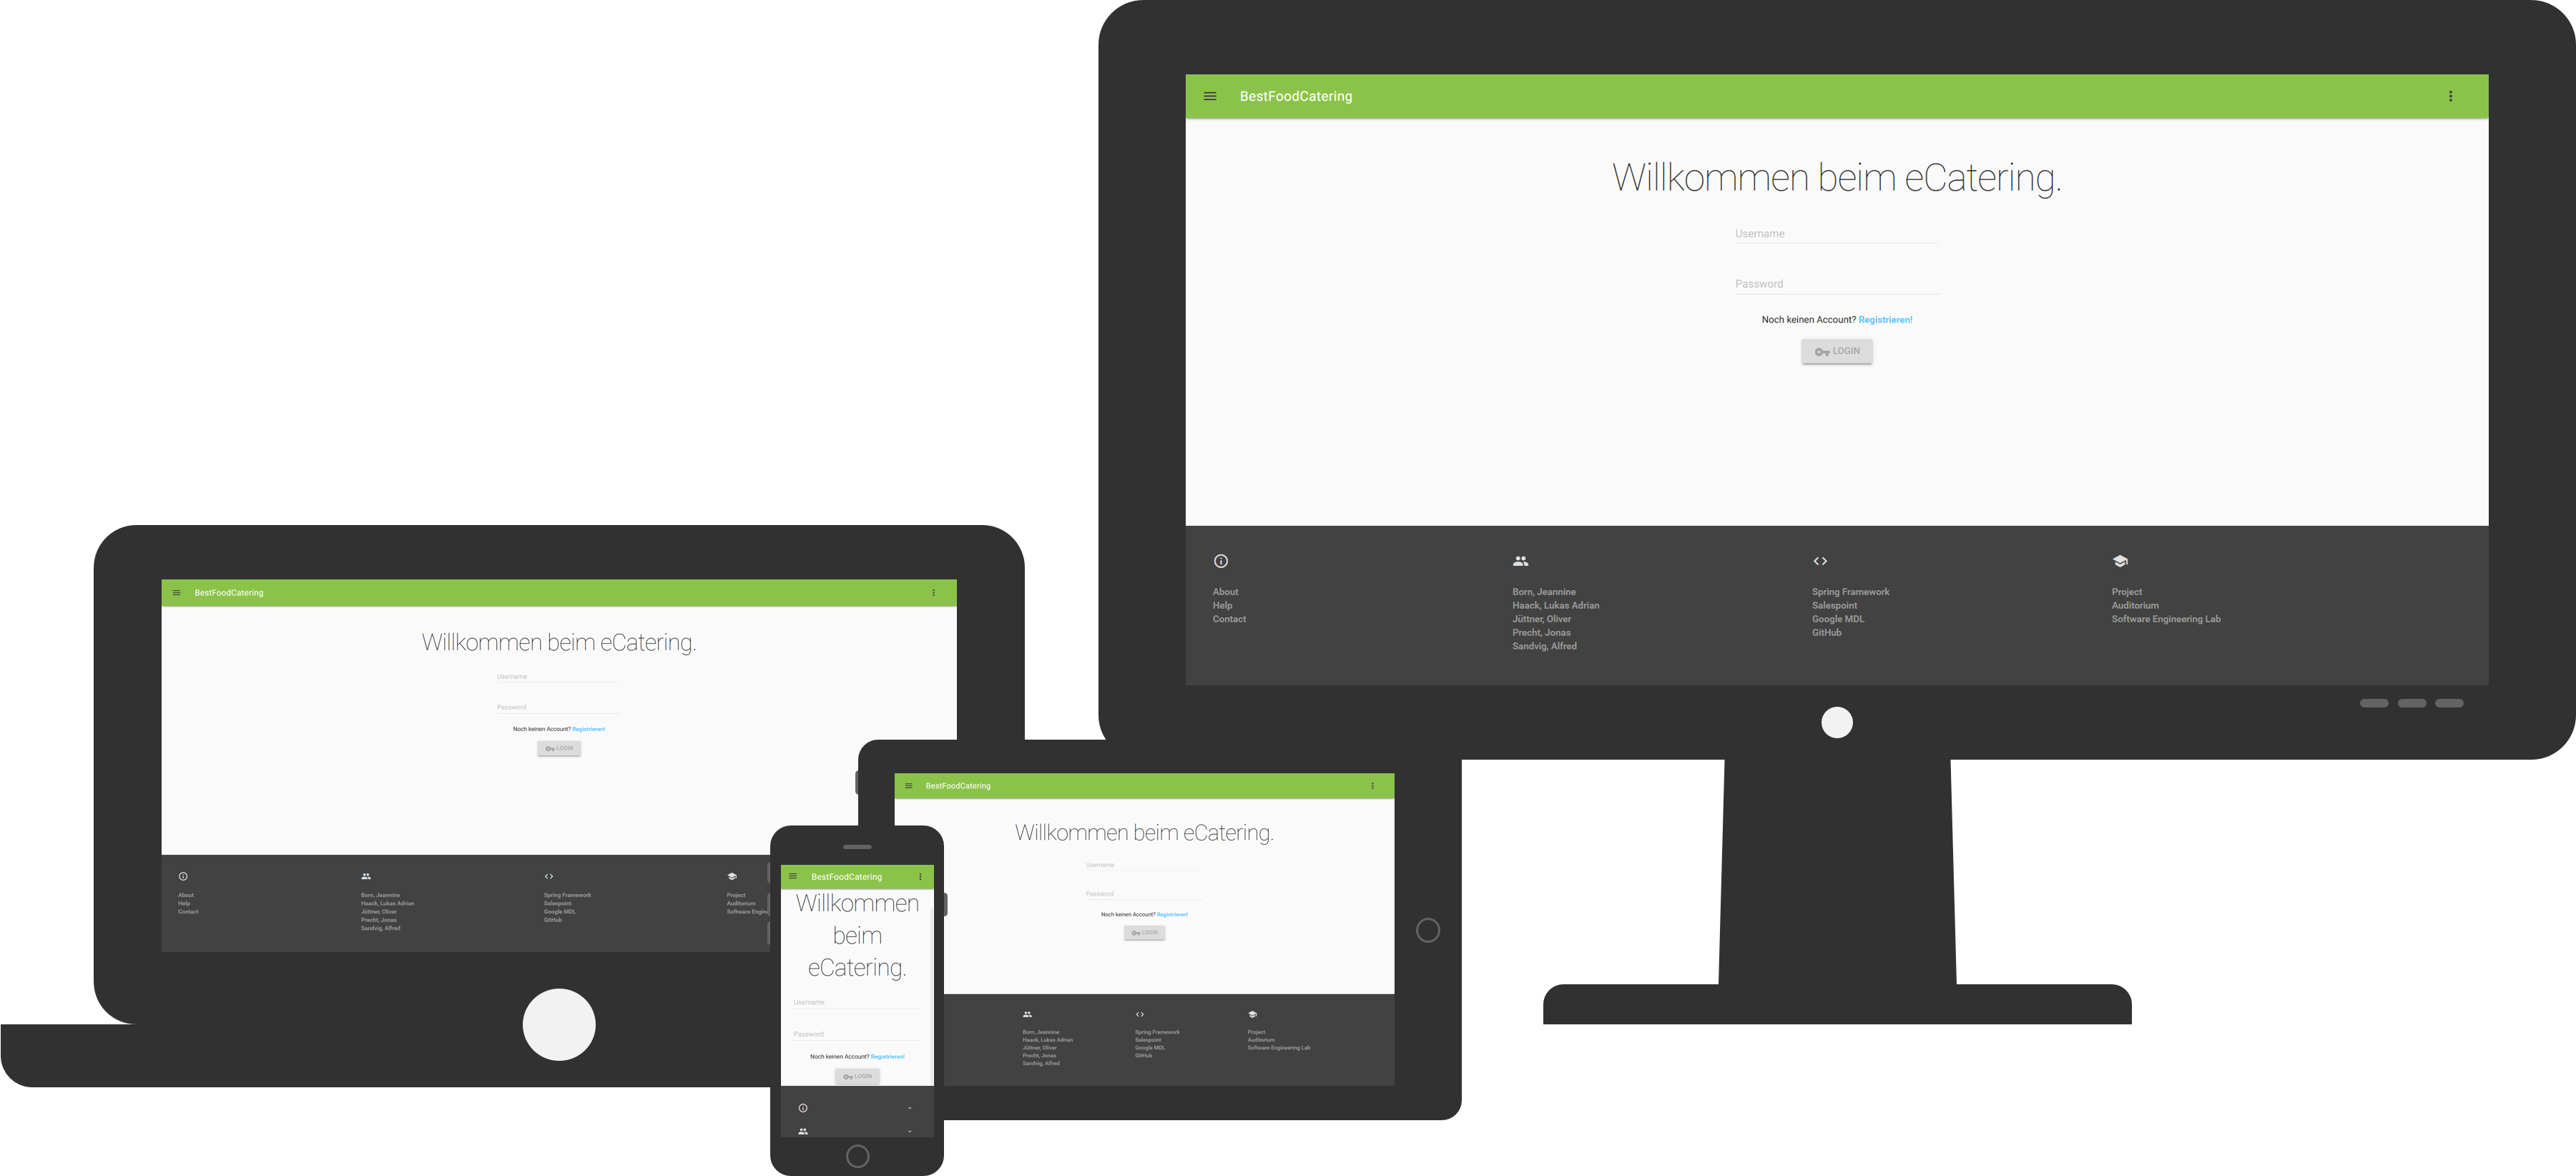 BestFoodCatering
Willkommen beim eCatering.
Username
Password
Noch keinen Account? Registrieren!
LOGIN
About
Help
Contact
Born, Jeannine
Haack, Lukas Adrian
Jüttner, Oliver
Precht, Jonas
Sandvig, Alfred
Spring Framework
Salespoint
Google MDL
GitHub
Project
Auditorium
Software Engineering Lab
BestFoodCatering
Willkommen beim eCatering.
Username
Password
Noch keinen Account? Registrieren!
LOGIN
About
Help
Contact
Born, Jeannine
Haack, Lukas Adrian
Jüttner, Oliver
Precht, Jonas
Sandvig, Alfred
Spring Framework
Salespoint
Google MDL
GitHub
Project
Auditorium
Software Engine
BestFoodCatering
Willkommen beim eCatering.
Username
Password
Noch keinen Account? Registrieren!
LOGIN
Born, Jeannine
Haack, Lukas Adrian
Jüttner, Oliver
Precht, Jonas
Sandvig, Alfred
Spring Framework
Salespoint
Google MDL
GitHub
Project
Auditorium
Software Engineering Lab
BestFoodCatering
Willkommen
beim
eCatering.
Username
Password
Noch keinen Account? Registrieren!
LOGIN